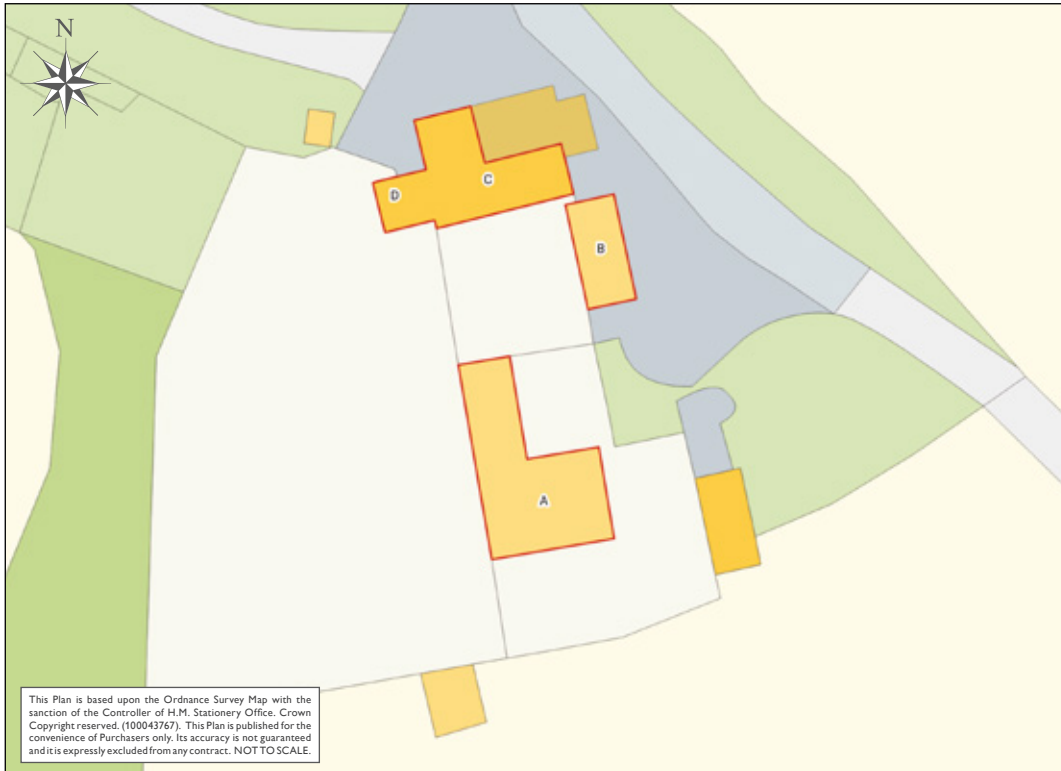 N
D
C
B
A
This Plan is based upon the Ordnance Survey Map with the
sanction of the Controller of H.M. Stationery Office. Crown
Copyright reserved. (100043767). This Plan is published for the
convenience of Purchasers only. Its accuracy is not guaranteed
and it is expressly excluded from any contract. NOT TO SCALE.